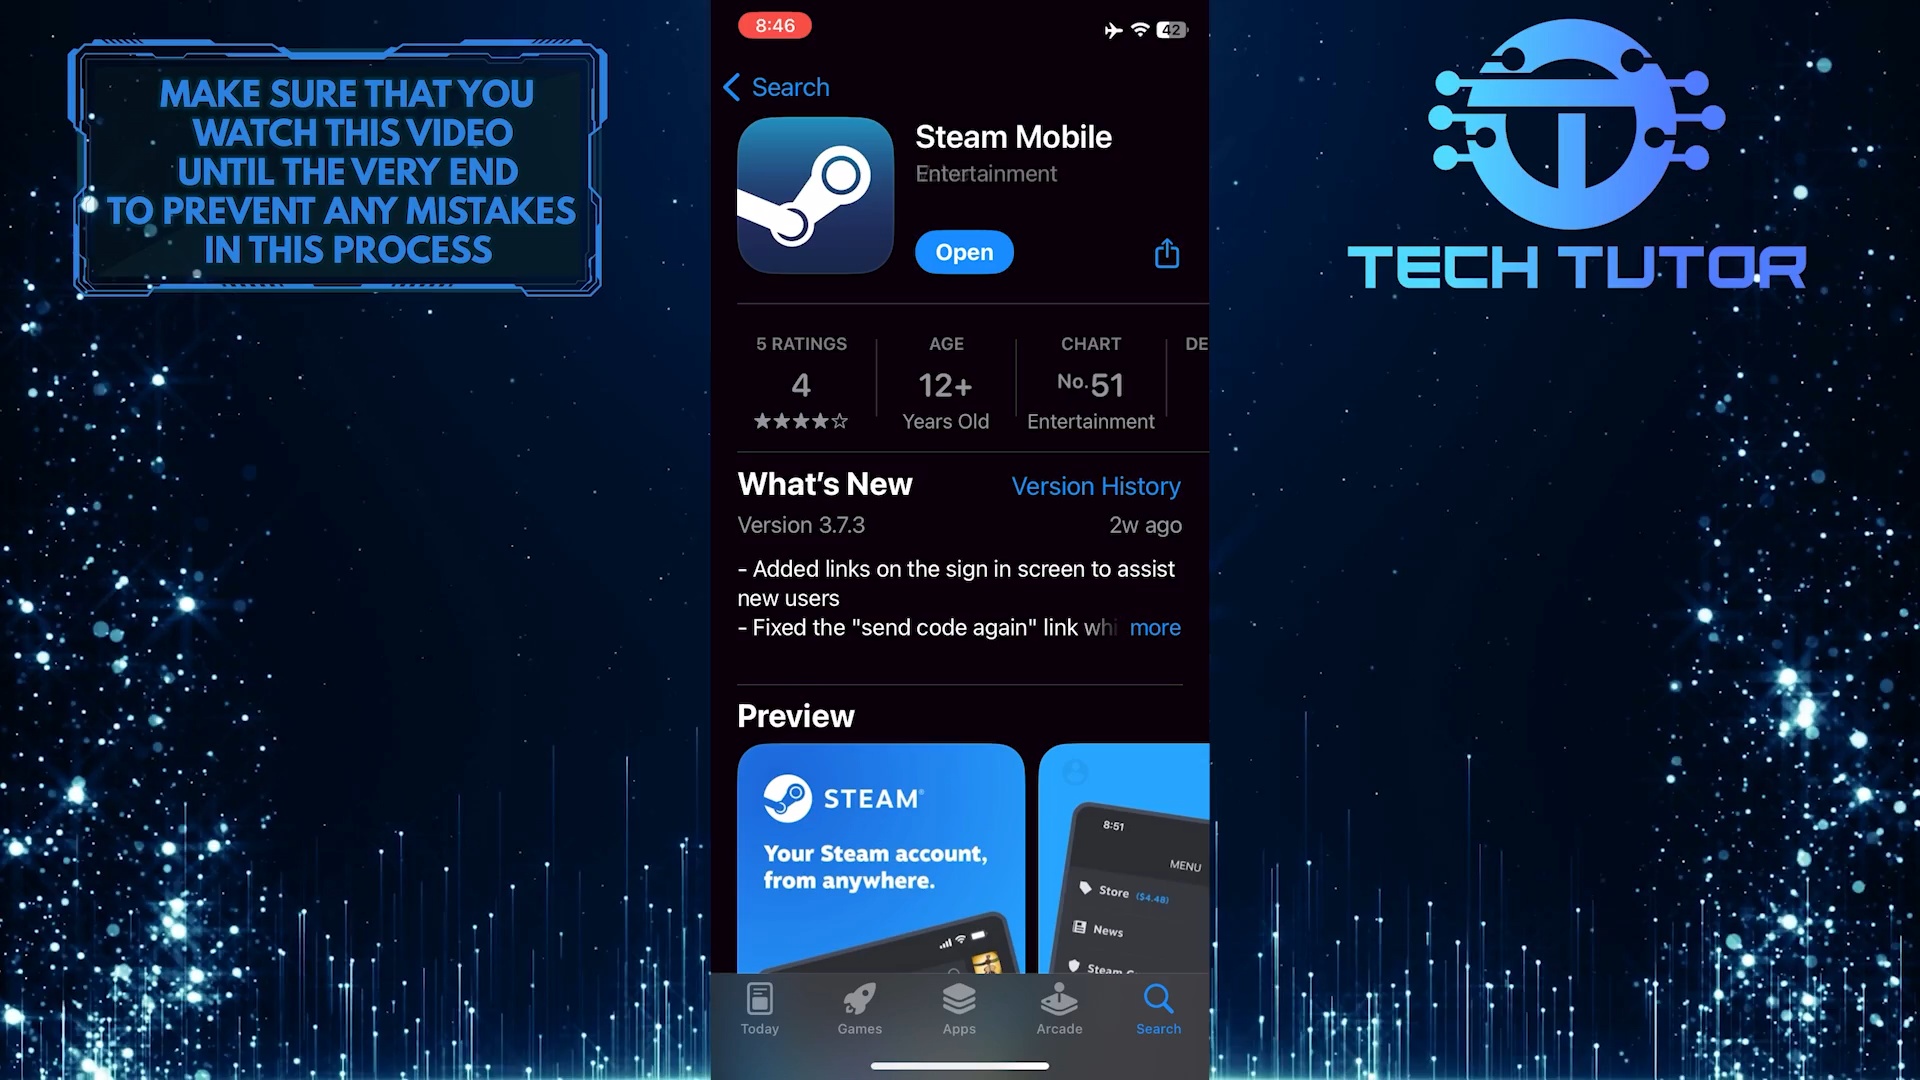 MAKE SURE THAT YOU
WATCH THIS VIDEO
UNTIL THE VERY END
TO PREVENT ANY MISTAKES
IN THIS PROCESS
8:46
42
Search
Steam Mobile
Entertainment
Open
5 RATINGS
4
★★★★☆
AGE
12+
Years Old
CHART
No.51
Entertainment
DE
What's New
Version History
Version 3.7.3
2w ago
- Added links on the sign in screen to assist
new users
- Fixed the "send code again" link whi more
Preview
STEAM®
Your Steam account,
from anywhere.
8:51
MENU
Store ($4.48)
News
Steam
Today
Games
Apps
Arcade
Search
TECH TUTOR